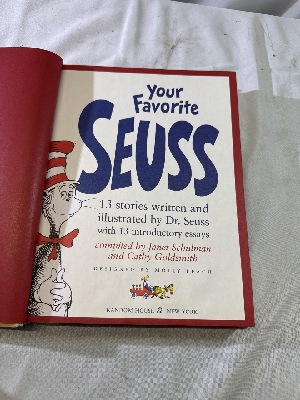 Your
Favorite
SEUSS
13 stories written and
illustrated by Dr. Seuss
with 13 introductory essays
compiled by Janet Schulman
and Cathy Goldsmith
DESIGNED BY MOLLY LEACH
RANDOM HOUSE NEW YORK